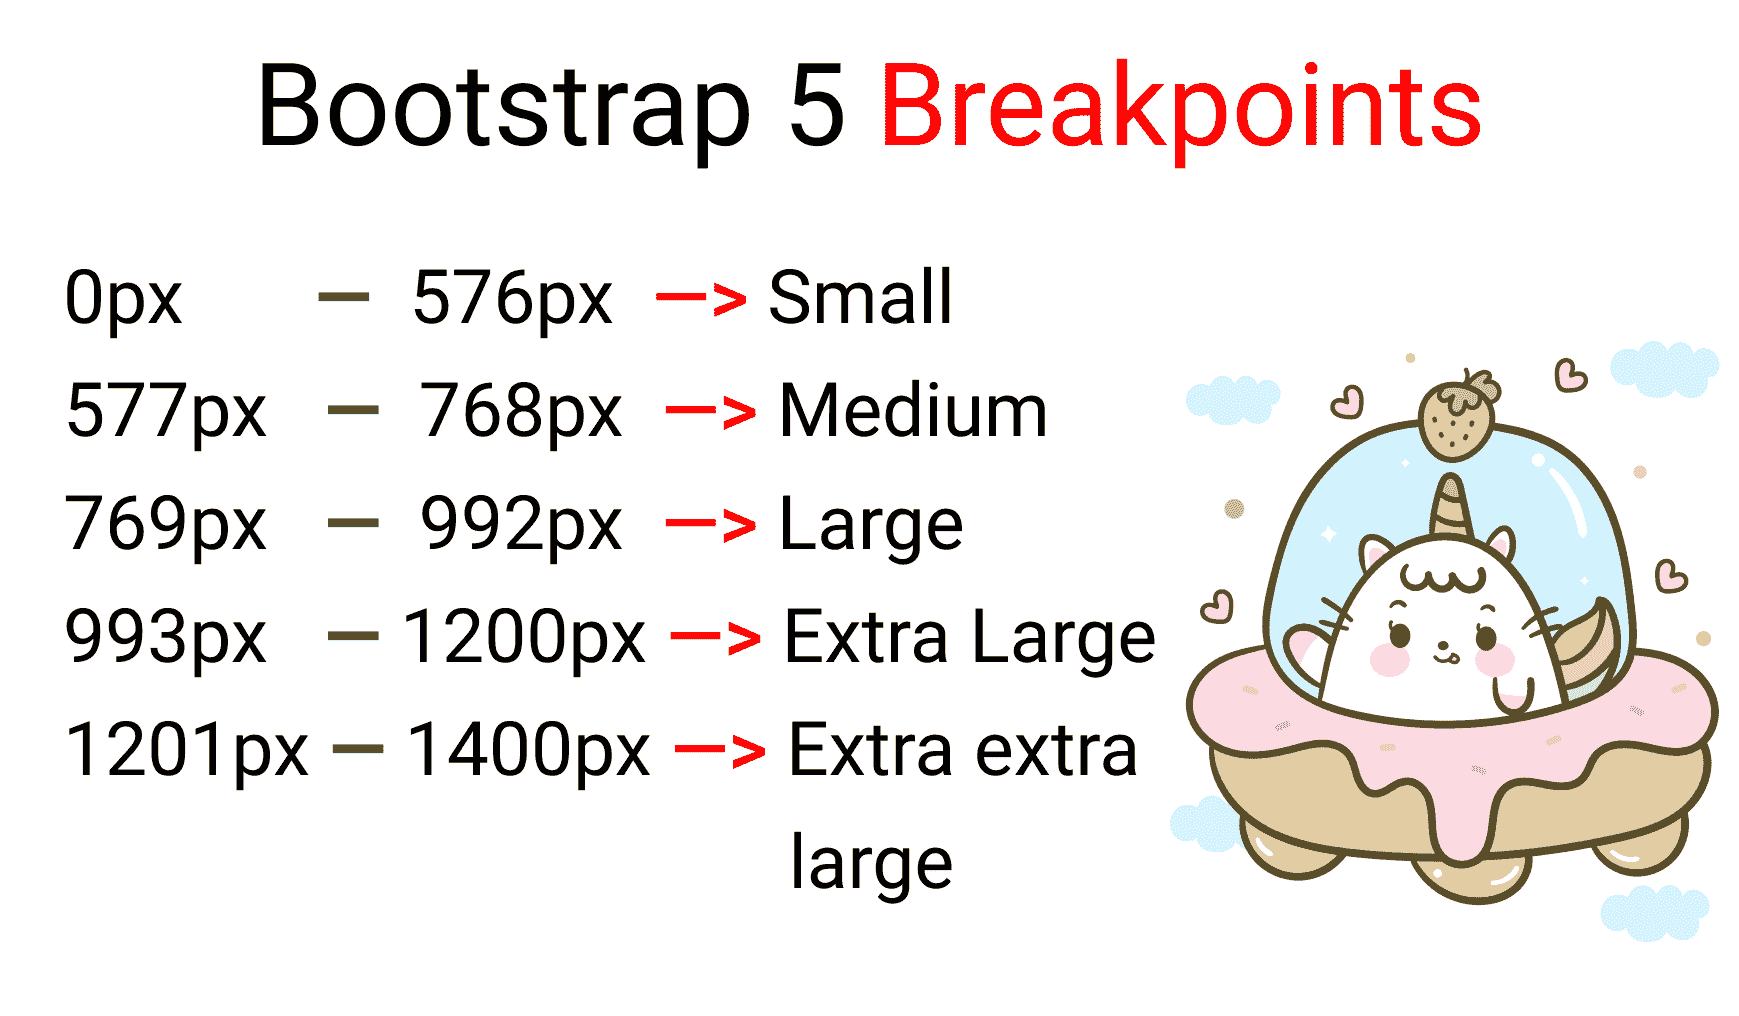 Bootstrap 5 Breakpoints
0px – 576px –> Small
577px – 768px –> Medium
769px – 992px –> Large
993px – 1200px –> Extra Large
1201px – 1400px –> Extra extra
large